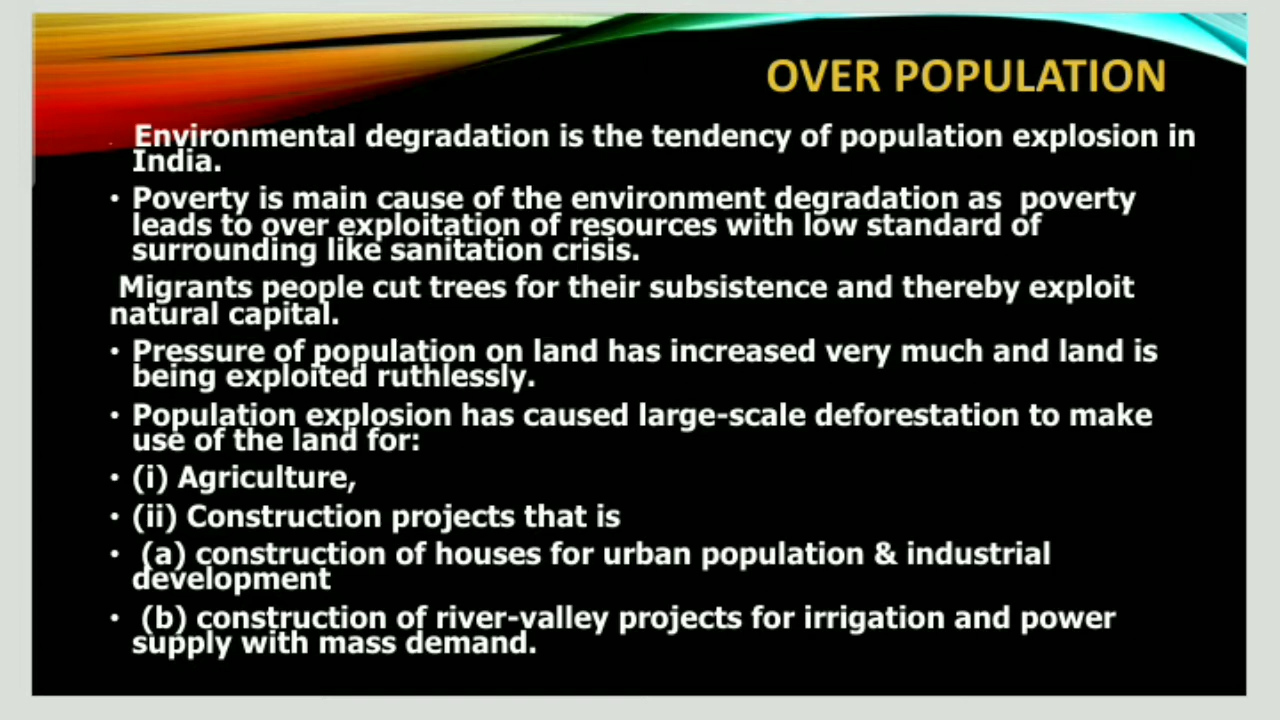 OVER POPULATION
Environmental degradation is the tendency of population explosion in
India.
• Poverty is main cause of the environment degradation as poverty
leads to over exploitation of resources with low standard of
surrounding like sanitation crisis.
Migrants people cut trees for their subsistence and thereby exploit
natural capital.
• Pressure of population on land has increased very much and land is
being exploited ruthlessly.
• Population explosion has caused large-scale deforestation to make
use of the land for:
• (i) Agriculture,
• (ii) Construction projects that is
• (a) construction of houses for urban population & industrial
development
• (b) construction of river-valley projects for irrigation and power
supply with mass demand.